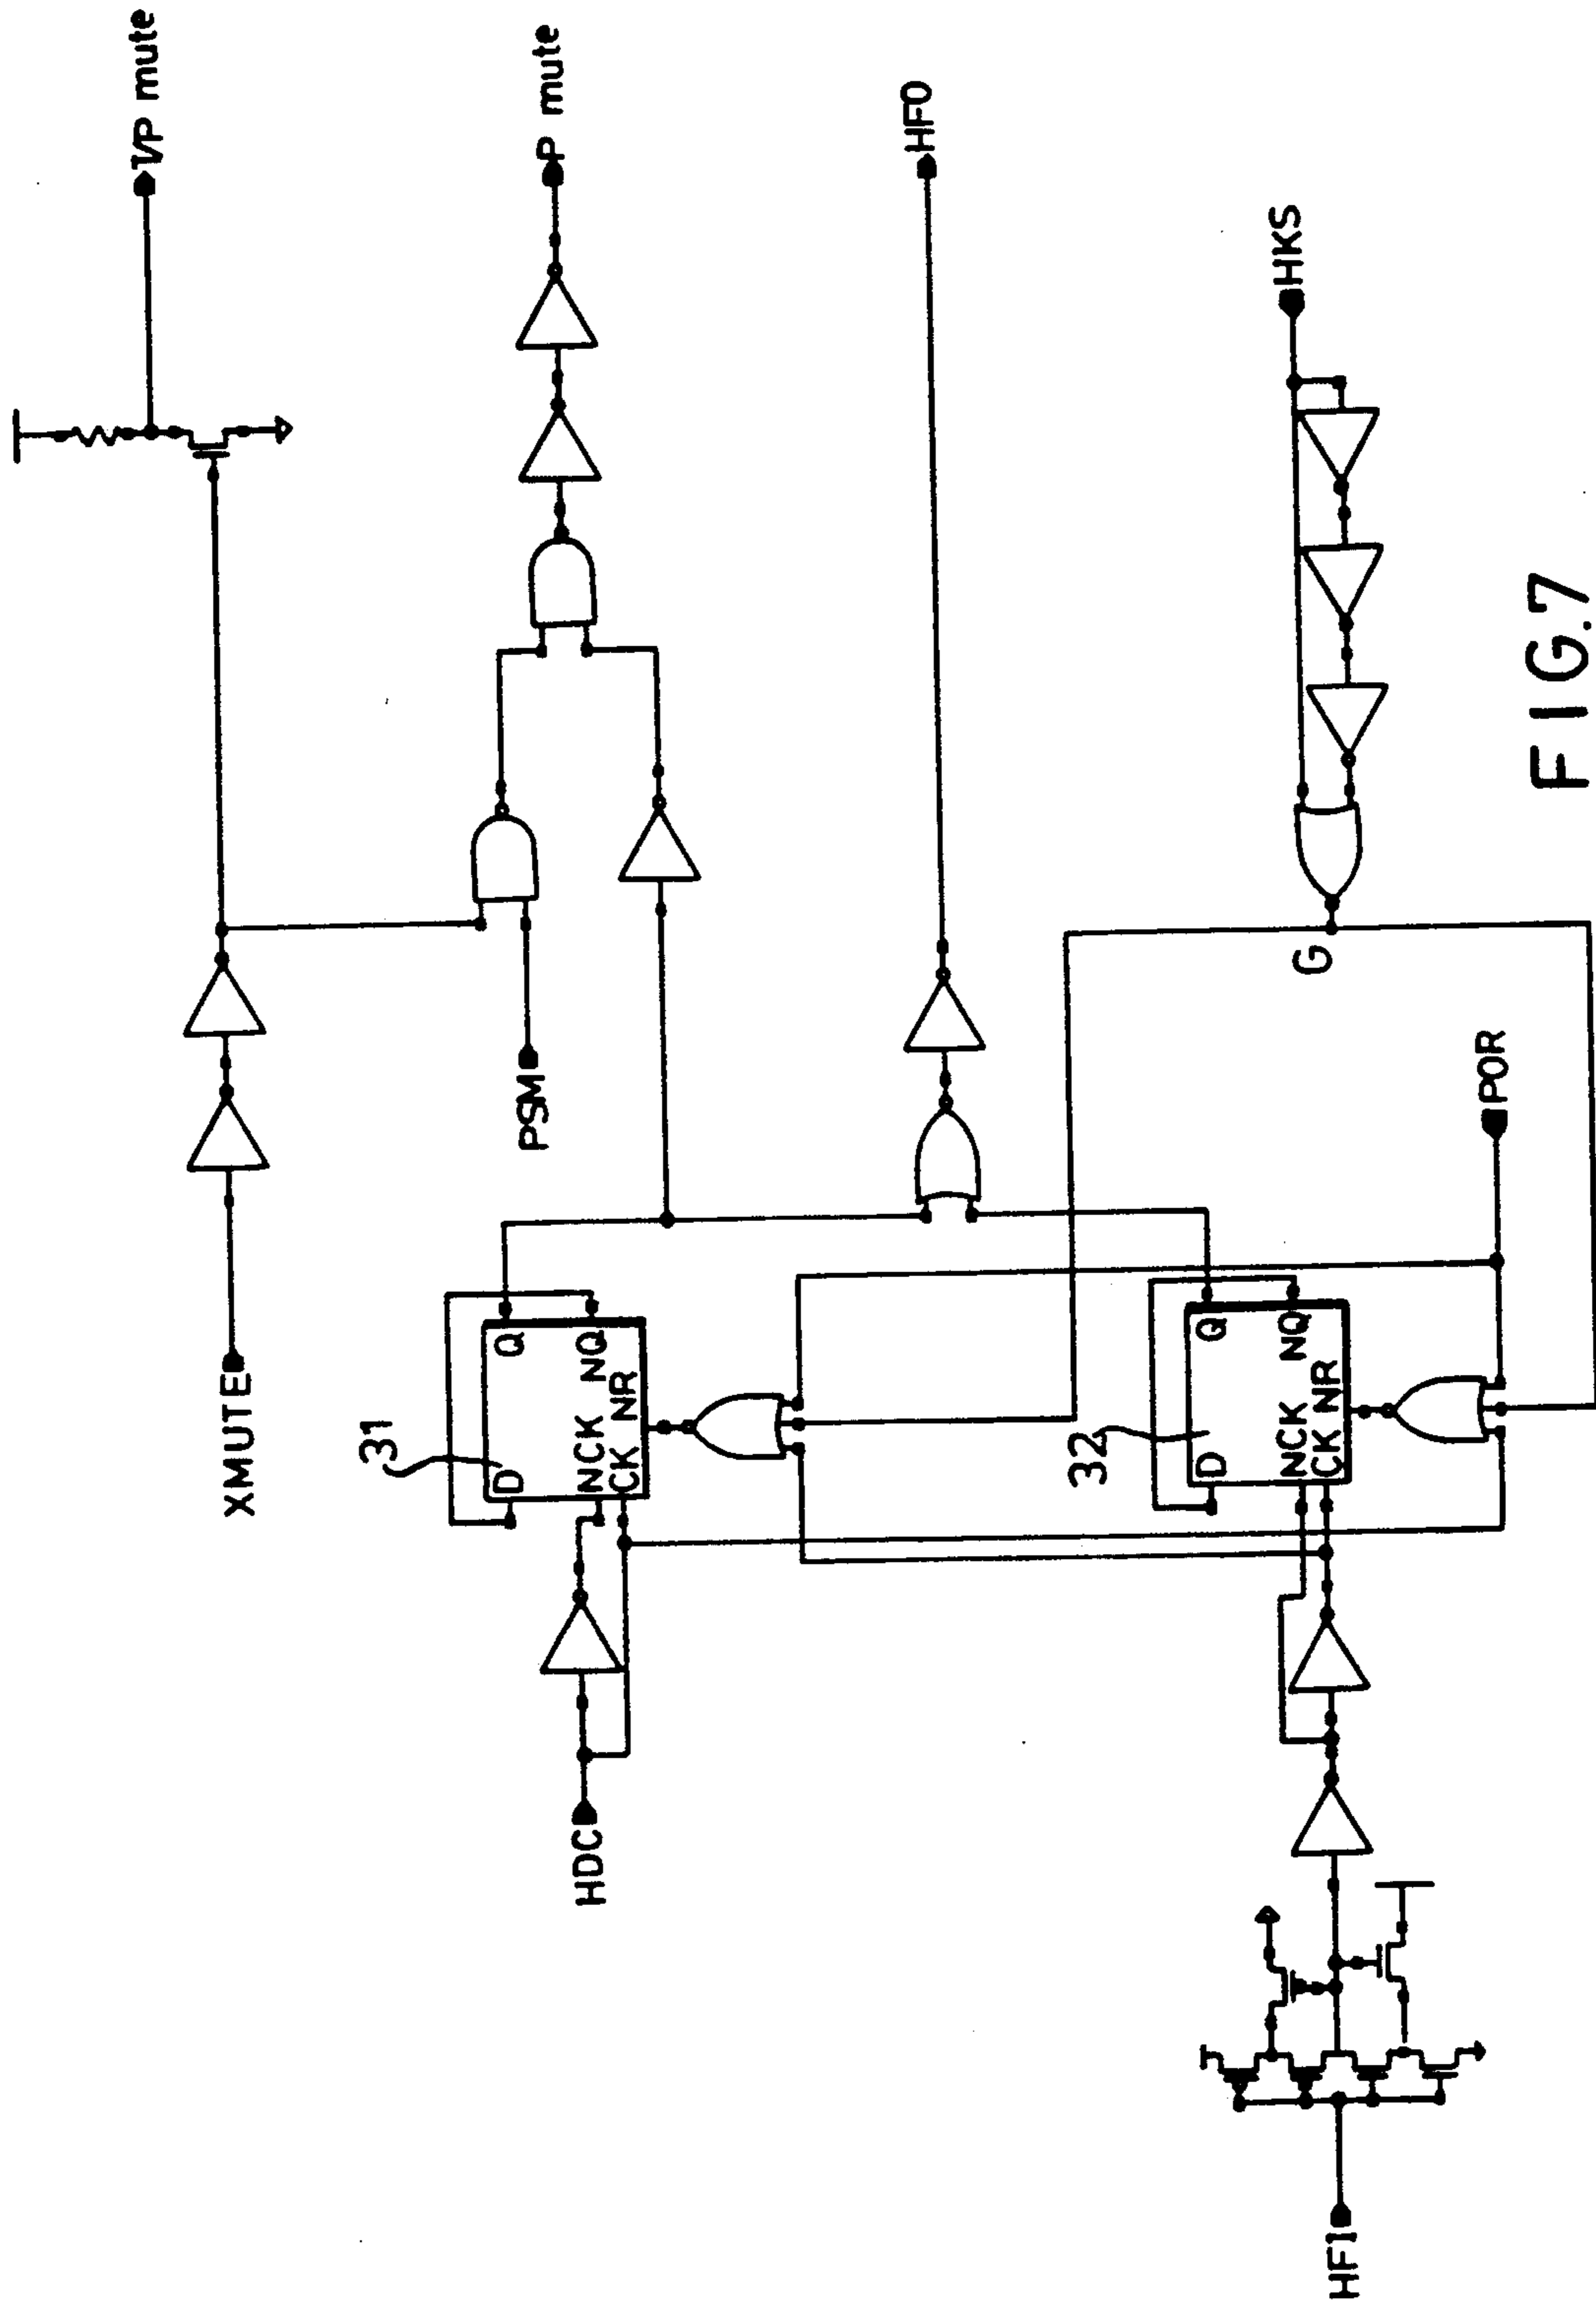 T/P mute
P mute
HFO
HKS
XMUTE
PSM
POR
G
31
D
Q
NCK
NQ
CK
NR
32
D
Q
NCK
NQ
CK
NR
HDC
HFI
FIG.7